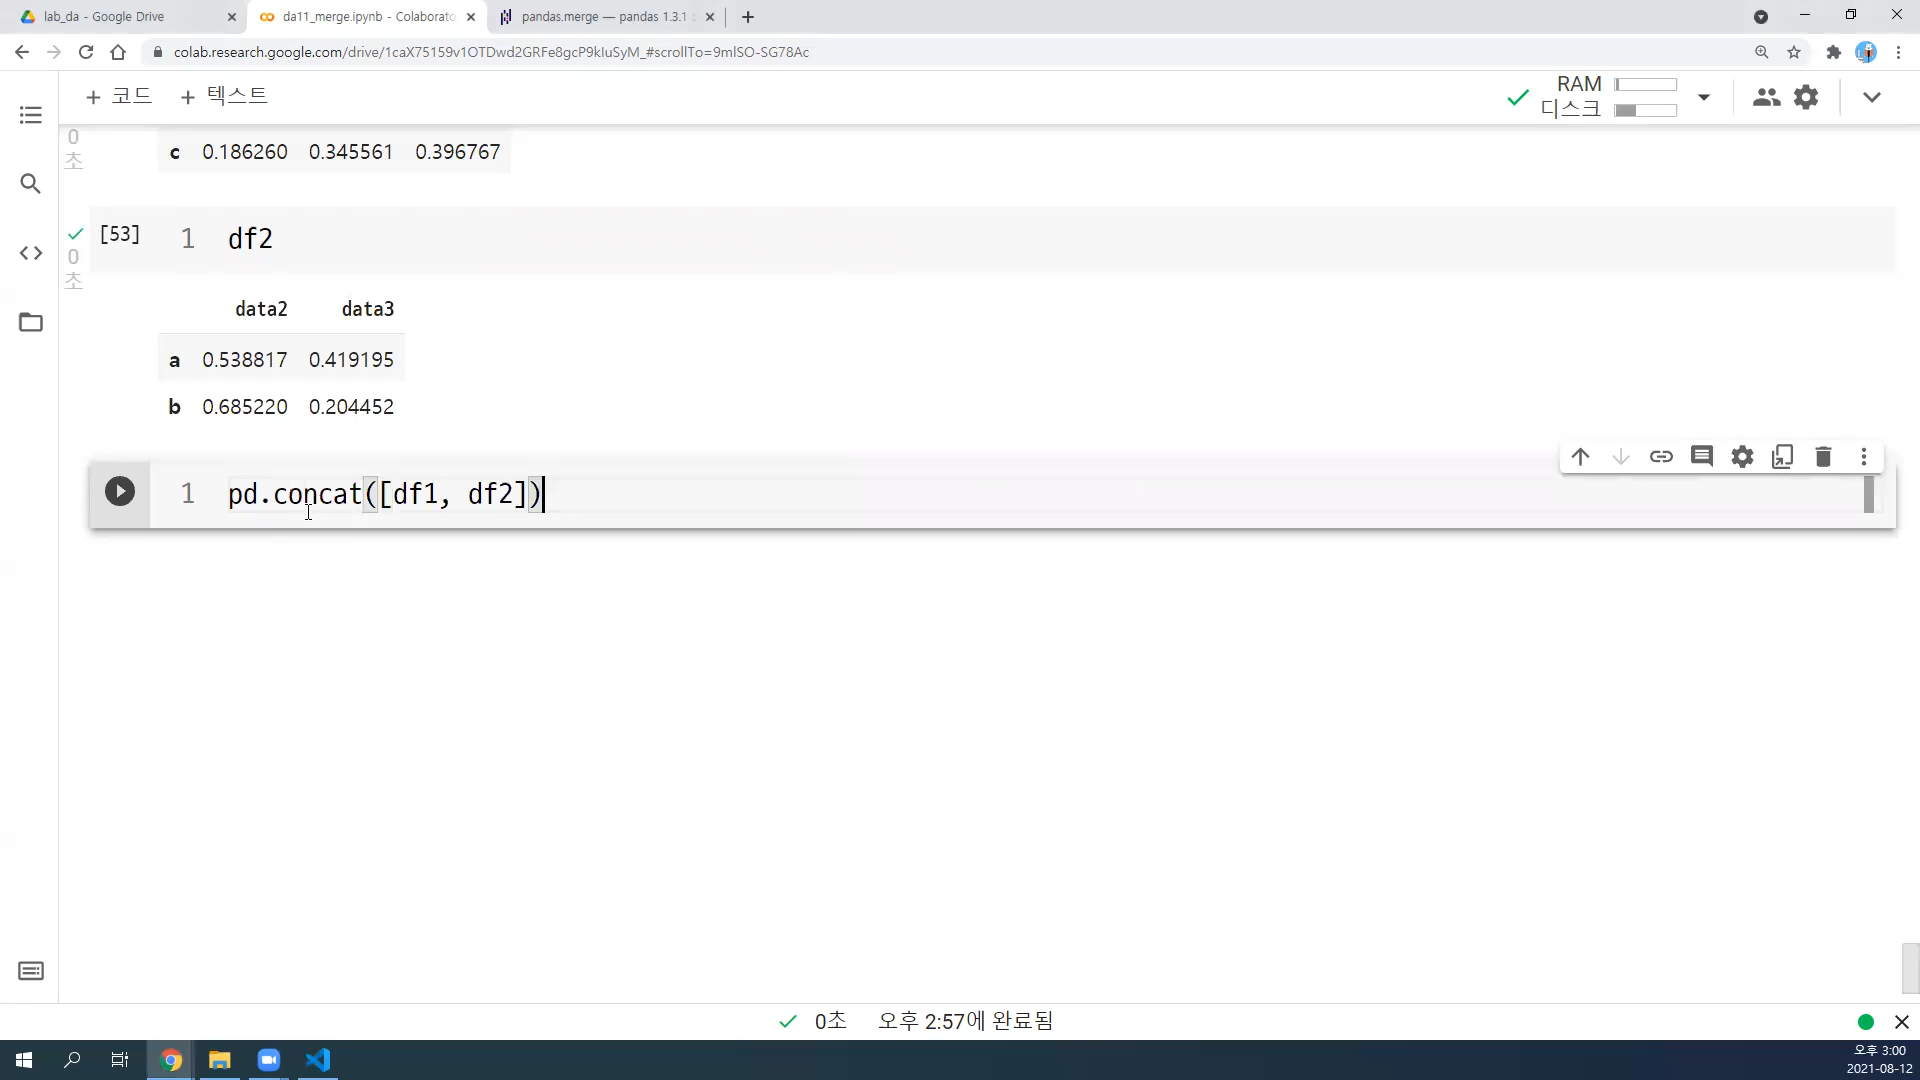 lab_da - Google Drive
da11_merge.ipynb - Colaborato
pandas.merge — pandas 1.3.1
colab.research.google.com/drive/1caX75159v1OTDwd2GRFe8gcP9kIuSyM_#scrollTo=9mlSO-SG78Ac
+ 코드 + 텍스트
RAM
디스크
0
초
c 0.186260 0.345561 0.396767
[53] 1 df2
0
초
data2 data3
a 0.538817 0.419195
b 0.685220 0.204452
1 pd.concat([df1, df2])
0초 오후 2:57에 완료됨
오후 3:00
2021-08-12